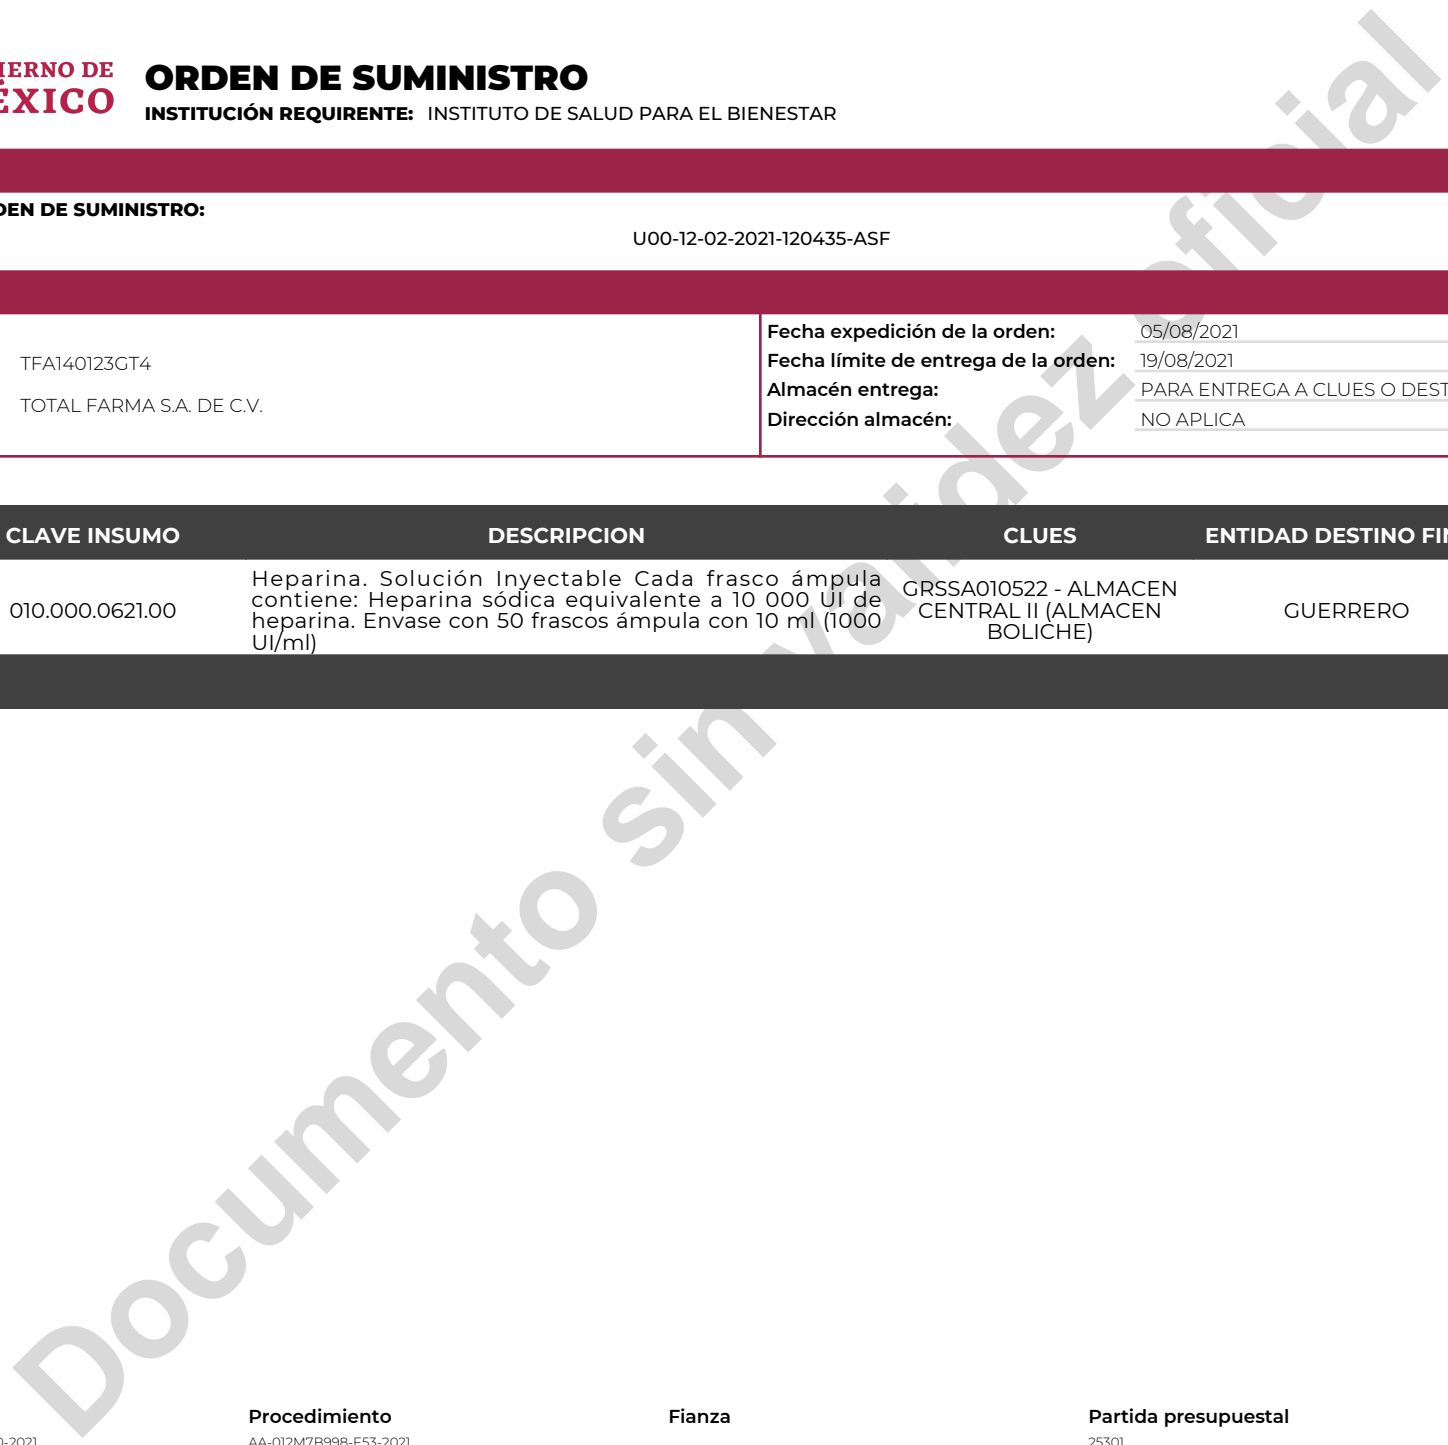 ORDEN DE SUMINISTRO
INSTITUCIÓN REQUIRENTE: INSTITUTO DE SALUD PARA EL BIENESTAR
DE SUMINISTRO:
U00-12-02-2021-120435-ASF
TFA140123GT4
TOTAL FARMA S.A. DE C.V.
Fecha expedición de la orden: 05/08/2021
Fecha límite de entrega de la orden: 19/08/2021
Almacén entrega: PARA ENTREGA A CLUES O DEST
Dirección almacén: NO APLICA
CLAVE INSUMO DESCRIPCION CLUES ENTIDAD DESTINO
010.000.0621.00
Heparina. Solución Inyectable Cada frasco ámpula
contiene: Heparina sódica equivalente a 10 000 UI de
heparina. Envase con 50 frascos ámpula con 10 ml (1000
UI/ml)
GRSSA010522 - ALMACEN
CENTRAL II (ALMACEN
BOLICHE)
GUERRERO
Documento sin validez oficial
Procedimiento Fianza Partida presupuestal
AA-012M7B998-E53-2021 25301